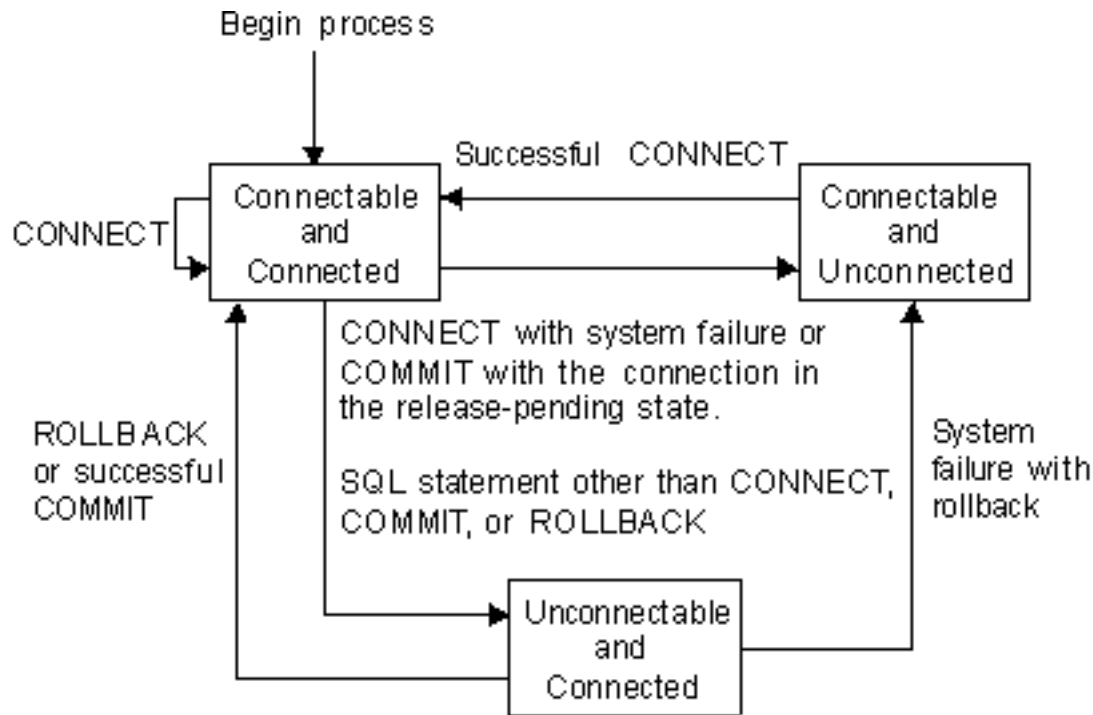 Begin process
Successful CONNECT
Connectable
and
Connected
Connectable
and
Unconnected
CONNECT
CONNECT with system failure or
COMMIT with the connection in
the release-pending state.
ROLLBACK
or successful
COMMIT
SQL statement other than CONNECT,
COMMIT, or ROLLBACK
System
failure with
rollback
Unconnectable
and
Connected